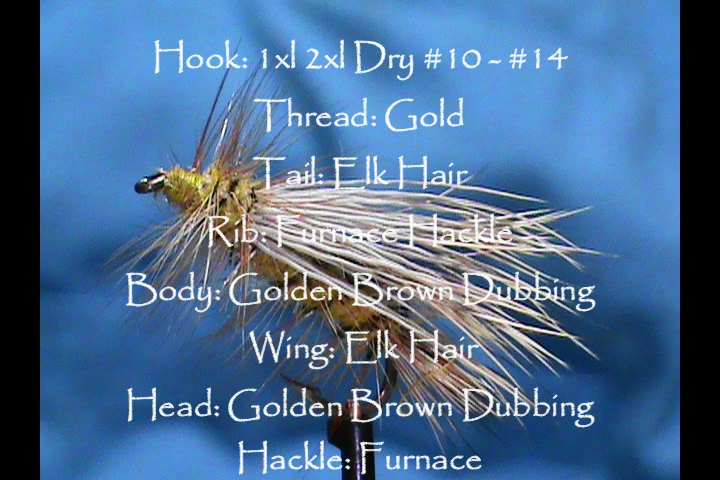 Hook: 1xl 2xl Dry #10 - #14
Thread: Gold
Tail: Elk Hair
Rib: Furnace Hackle
Body: Golden Brown Dubbing
Wing: Elk Hair
Head: Golden Brown Dubbing
Hackle: Furnace